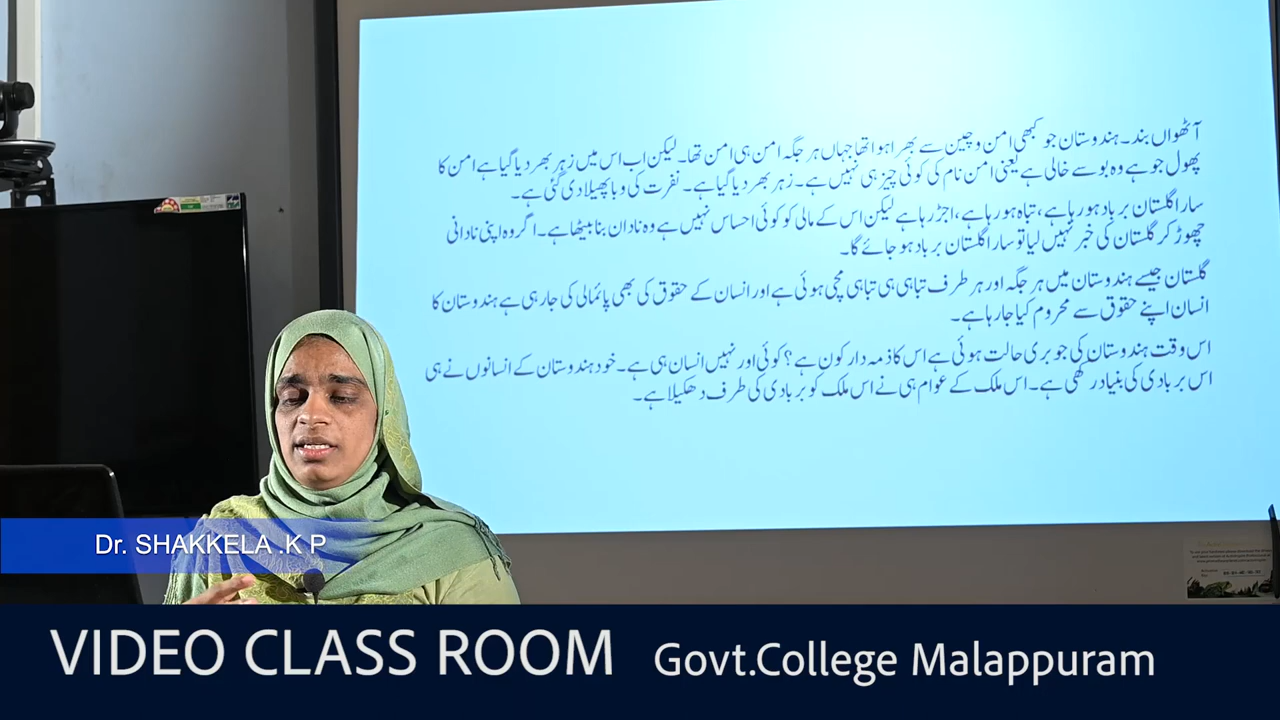 آٹھواں بند۔ ہندوستان جو کبھی امن و چین سے بھرا ہوا تھا جہاں ہر جگہ امن ہی امن تھا۔ لیکن اب اس میں زہر بھر دیا گیا ہے امن کا
پھول جو ہے وہ بو سے خالی ہے یعنی امن نام کی کوئی چیز ہی نہیں ہے۔ زہر بھر دیا گیا ہے۔ نفرت کی وبا پھیلا دی گئی ہے۔
سارا گلستان برباد ہورہا ہے، تباہ ہورہا ہے، اجڑ رہا ہے لیکن اس کے مالی کو کوئی احساس نہیں ہے وہ نادان بنا بیٹھا ہے۔ اگر وہ اپنی نادانی
چھوڑ کر گلستان کی خبر نہیں لیا تو سارا گلستان برباد ہو جائے گا۔
گلستان جیسے ہندوستان میں ہر جگہ اور ہر طرف تباہی ہی تباہی مچی ہوئی ہے اور انسان کے حقوق کی بھی پائمالی کی جارہی ہے ہندوستان کا
انسان اپنے حقوق سے محروم کیا جارہا ہے۔
اس وقت ہندوستان کی جو بری حالت ہوئی ہے اس کا ذمہ دار کون ہے؟ کوئی اور نہیں انسان ہی ہے۔ خود ہندوستان کے انسانوں نے ہی
اس بربادی کی بنیاد رکھی ہے۔ اس ملک کے عوام ہی نے اس ملک کو بربادی کی طرف دھکیلا ہے۔
Dr. SHAKKELA .K P
VIDEO CLASS ROOM Govt.College Malappuram